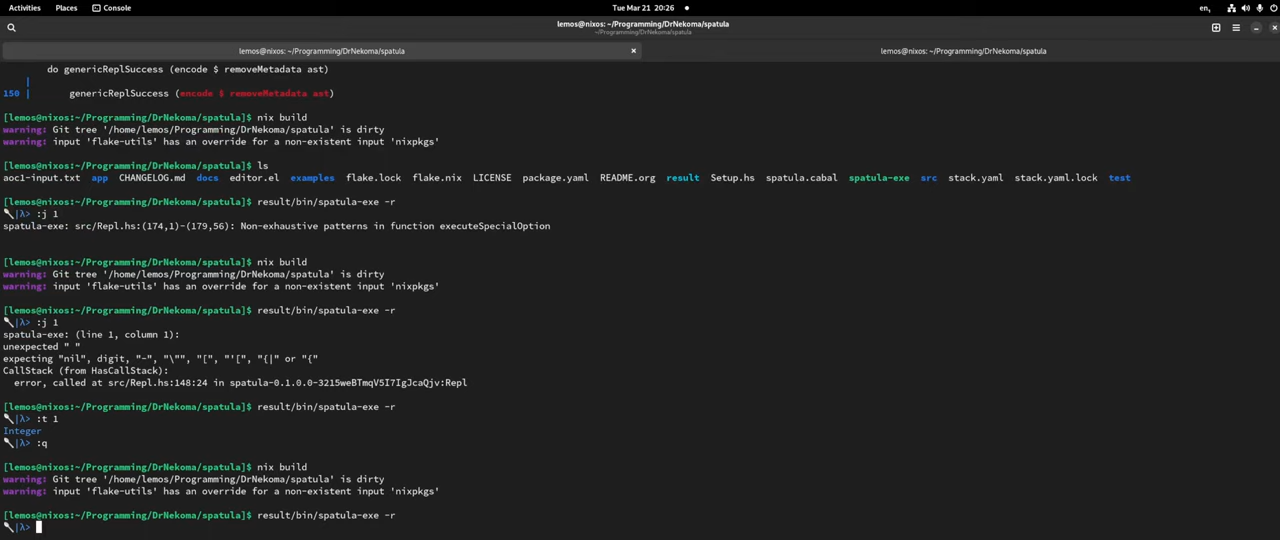 Activities Places Console Tue Mar 21 20:26 en,
lemos@nixos: ~/Programming/DrNekoma/spatula
~/Programming/DrNekoma/spatula
lemos@nixos: ~/Programming/DrNekoma/spatula lemos@nixos: ~/Programming/DrNekoma/spatula
do genericReplSuccess (encode $ removeMetadata ast)
|
150 | genericReplSuccess (encode $ removeMetadata ast)
[lemos@nixos:~/Programming/DrNekoma/spatula]$ nix build
warning: Git tree '/home/lemos/Programming/DrNekoma/spatula' is dirty
warning: input 'flake-utils' has an override for a non-existent input 'nixpkgs'
[lemos@nixos:~/Programming/DrNekoma/spatula]$ ls
aoc1-input.txt app CHANGELOG.md docs editor.el examples flake.lock flake.nix LICENSE package.yaml README.org result Setup.hs spatula.cabal spatula-exe src stack.yaml stack.yaml.lock test
[lemos@nixos:~/Programming/DrNekoma/spatula]$ result/bin/spatula-exe -r
🥄|λ> :j 1
spatula-exe: src/Repl.hs:(174,1)-(179,56): Non-exhaustive patterns in function executeSpecialOption
[lemos@nixos:~/Programming/DrNekoma/spatula]$ nix build
warning: Git tree '/home/lemos/Programming/DrNekoma/spatula' is dirty
warning: input 'flake-utils' has an override for a non-existent input 'nixpkgs'
[lemos@nixos:~/Programming/DrNekoma/spatula]$ result/bin/spatula-exe -r
🥄|λ> :j 1
spatula-exe: (line 1, column 1):
unexpected " "
expecting "nil", digit, "-", "\"", "[", "'[", "{|" or "{"
CallStack (from HasCallStack):
error, called at src/Repl.hs:148:24 in spatula-0.1.0.0-3215weBTmqV5I7IgJcaQjv:Repl
[lemos@nixos:~/Programming/DrNekoma/spatula]$ result/bin/spatula-exe -r
🥄|λ> :t 1
Integer
🥄|λ> :q
[lemos@nixos:~/Programming/DrNekoma/spatula]$ nix build
warning: Git tree '/home/lemos/Programming/DrNekoma/spatula' is dirty
warning: input 'flake-utils' has an override for a non-existent input 'nixpkgs'
[lemos@nixos:~/Programming/DrNekoma/spatula]$ result/bin/spatula-exe -r
🥄|λ>